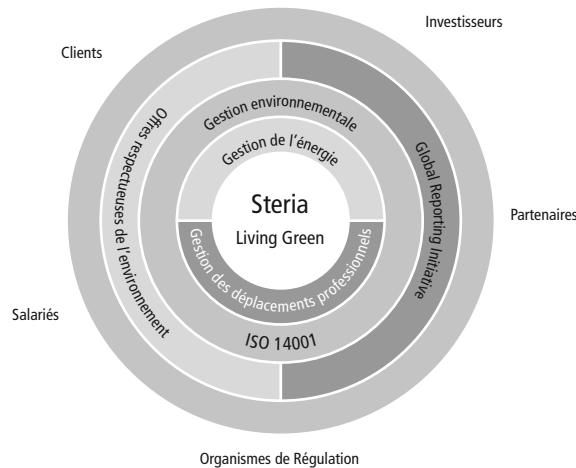 Investisseurs
Clients
Offres respectueuses de l'environnement
Gestion environnementale
Gestion de l'énergie
Global Reporting Initiative
Steria
Living Green
Partenaires
Gestion des déplacements professionnels
Salariés
ISO 14001
Organismes de Régulation